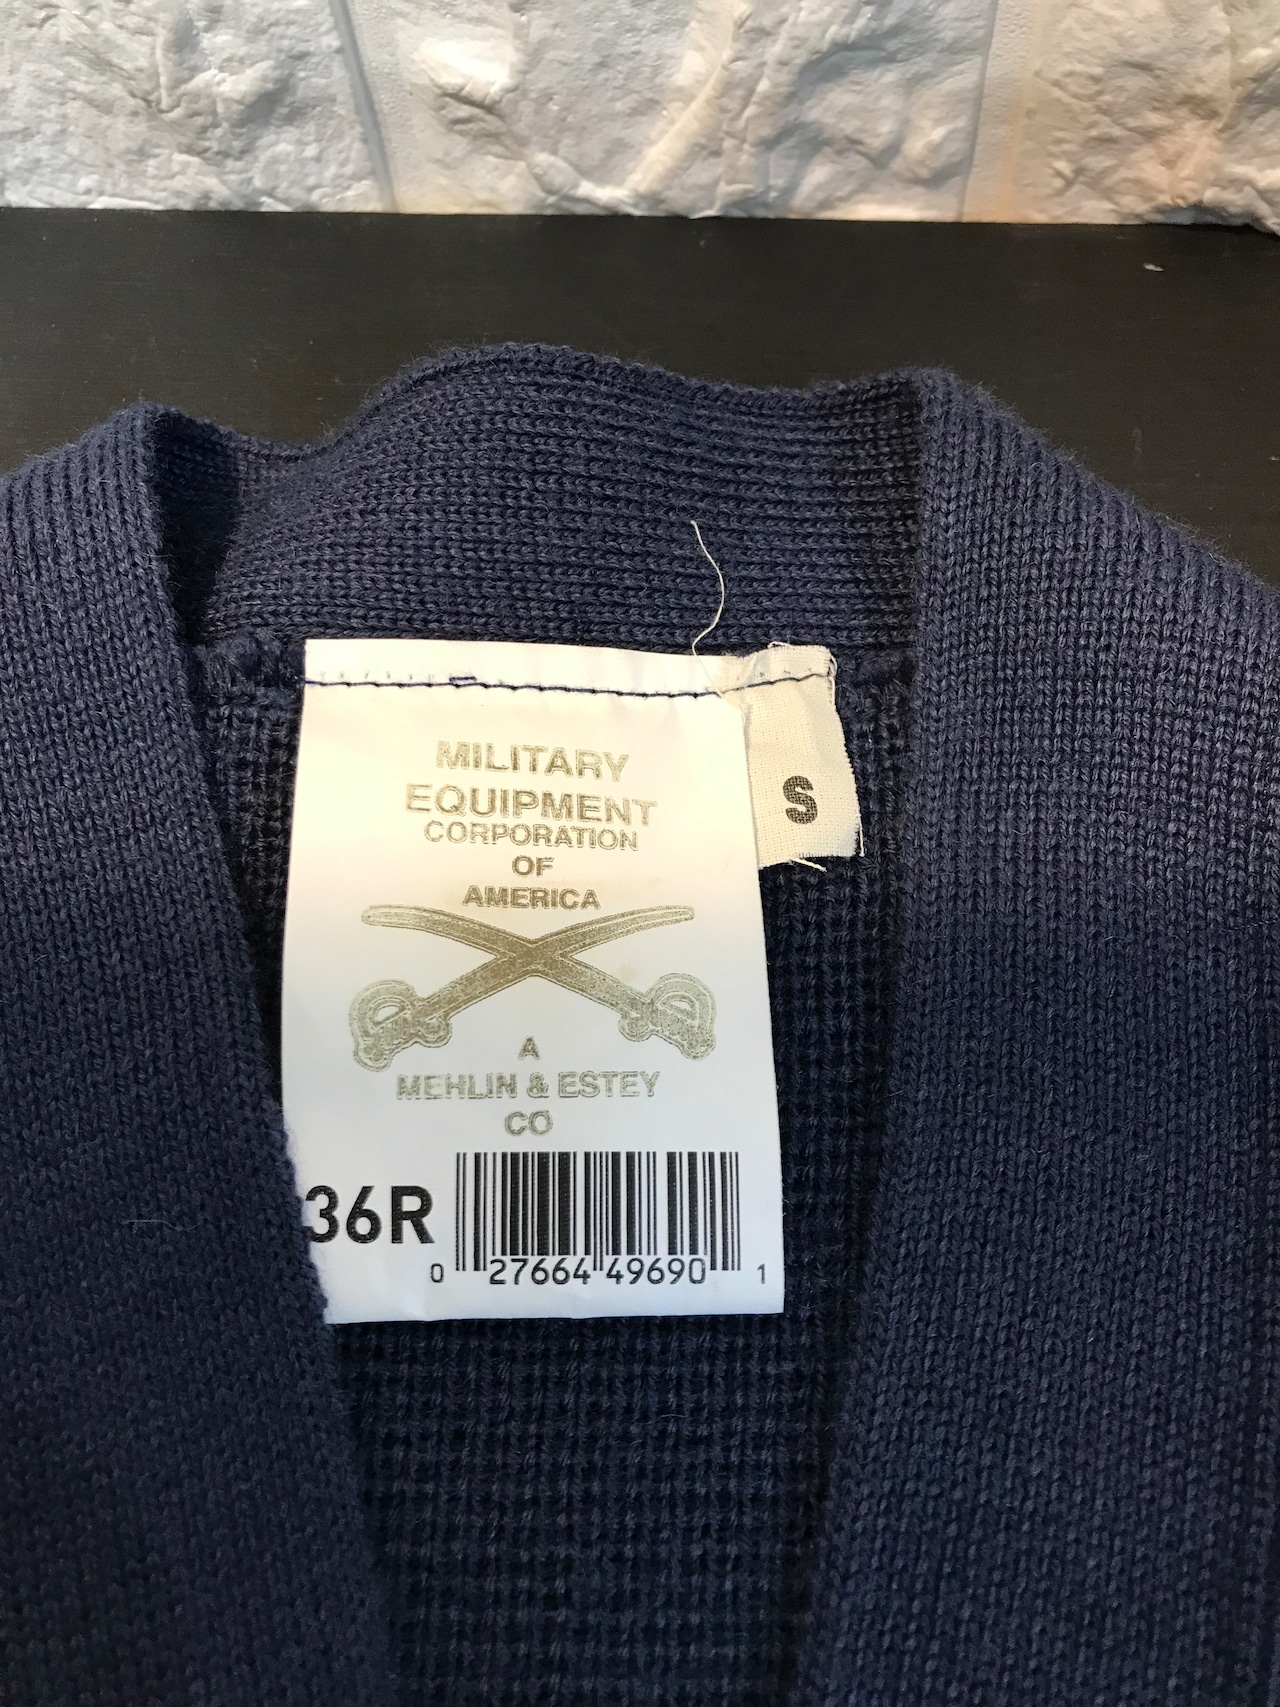 MILITARY
EQUIPMENT
CORPORATION
OF
AMERICA
S
A
MEHLIN & ESTEY
CO
36R
0 27664 49690 1